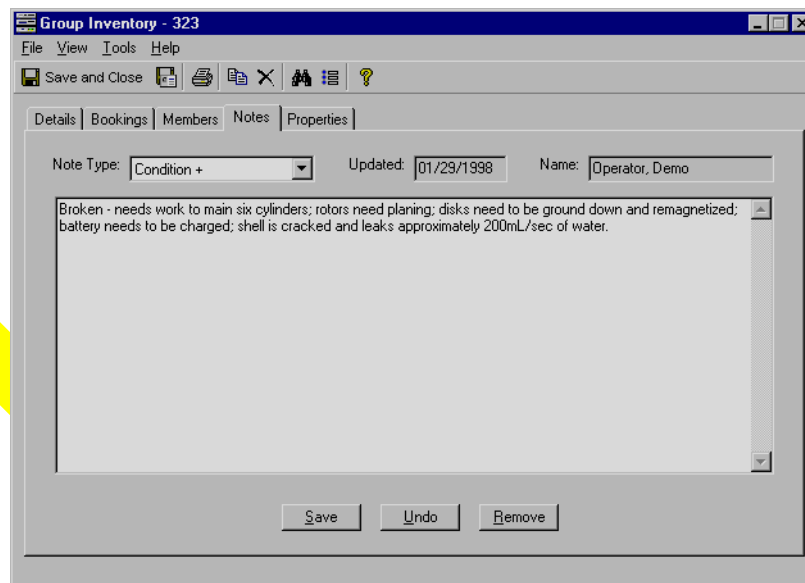 Group Inventory - 323
File View Tools Help
Save and Close
Details Bookings Members Notes Properties
Note Type: Condition + Updated: 01/29/1998 Name: Operator, Demo
Broken - needs work to main six cylinders; rotors need planing; disks need to be ground down and remagnetized;
battery needs to be charged; shell is cracked and leaks approximately 200mL/sec of water.
Save Undo Remove